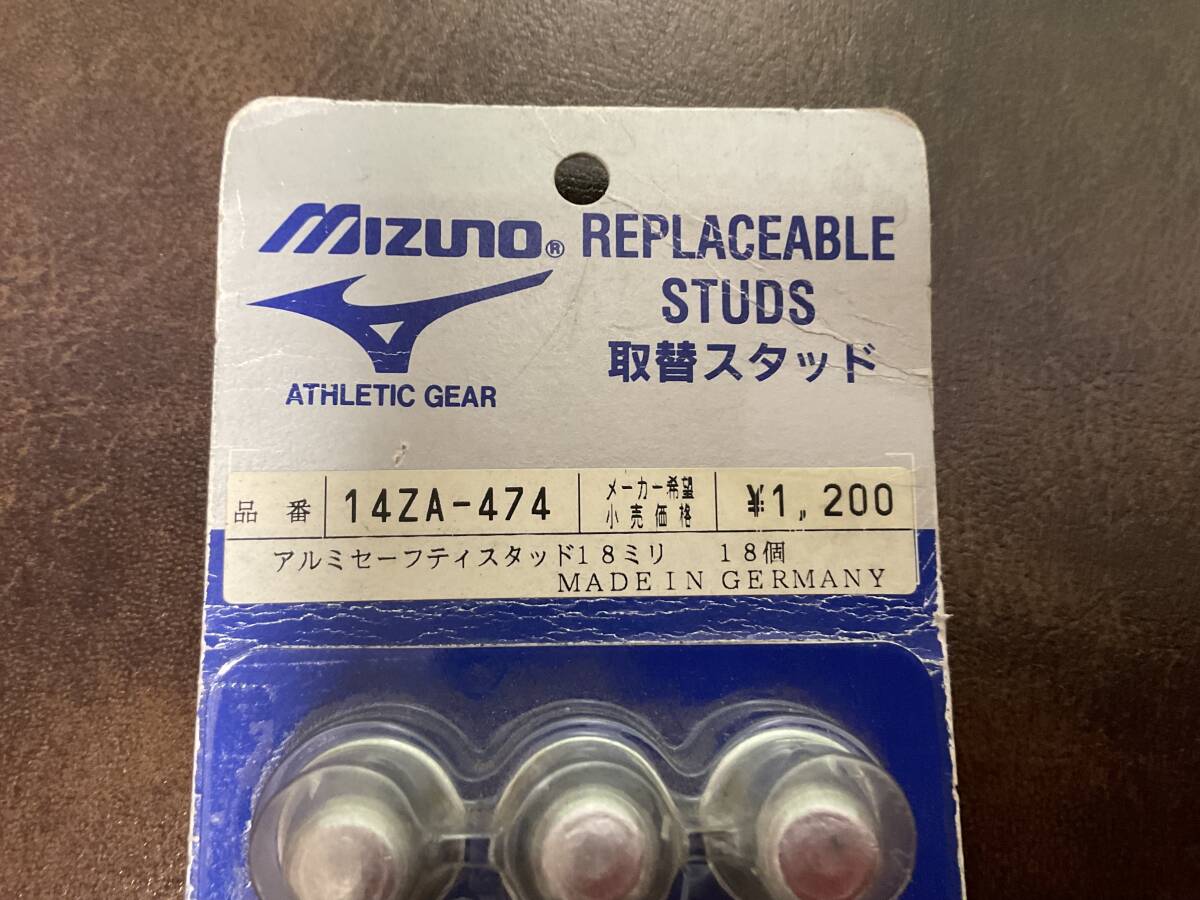 MIZUNO® REPLACEABLE
STUDS
取替スタッド
ATHLETIC GEAR
品番 14ZA-474 メーカー希望小売価格 ¥1,200
アルミセーフティスタッド18ミリ 18個
MADE IN GERMANY